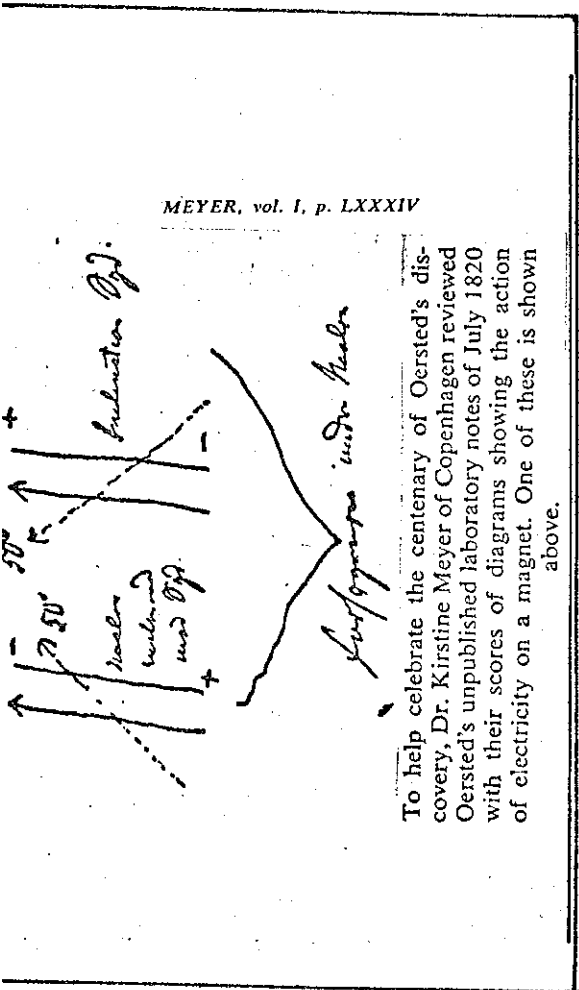 50°
+
-
50°
-
+
MEYER, vol. I, p. LXXXIV
To help celebrate the centenary of Oersted's dis-
covery, Dr. Kirstine Meyer of Copenhagen reviewed
Oersted's unpublished laboratory notes of July 1820
with their scores of diagrams showing the action
of electricity on a magnet. One of these is shown
above.